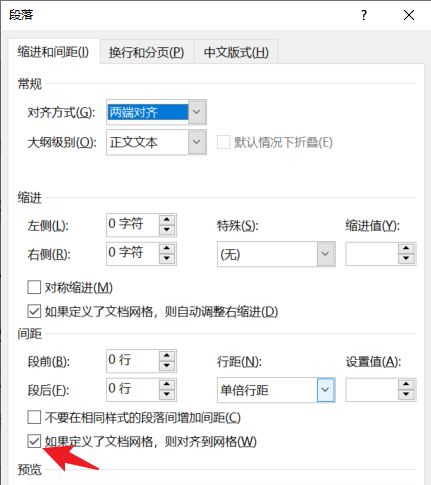 段落 ?
缩进和间距(I) 换行和分页(P) 中文版式(H)
常规
对齐方式(G): 两端对齐
大纲级别(O): 正文文本 默认情况下折叠(E)
缩进
左侧(L): 0 字符 特殊(S): 缩进值(Y):
右侧(R): 0 字符 (无)
对称缩进(M)
如果定义了文档网格，则自动调整右缩进(D)
间距
段前(B): 0 行 行距(N): 设置值(A):
段后(F): 0 行 单倍行距
不要在相同样式的段落间增加间距(C)
如果定义了文档网格，则对齐到网格(W)
预览